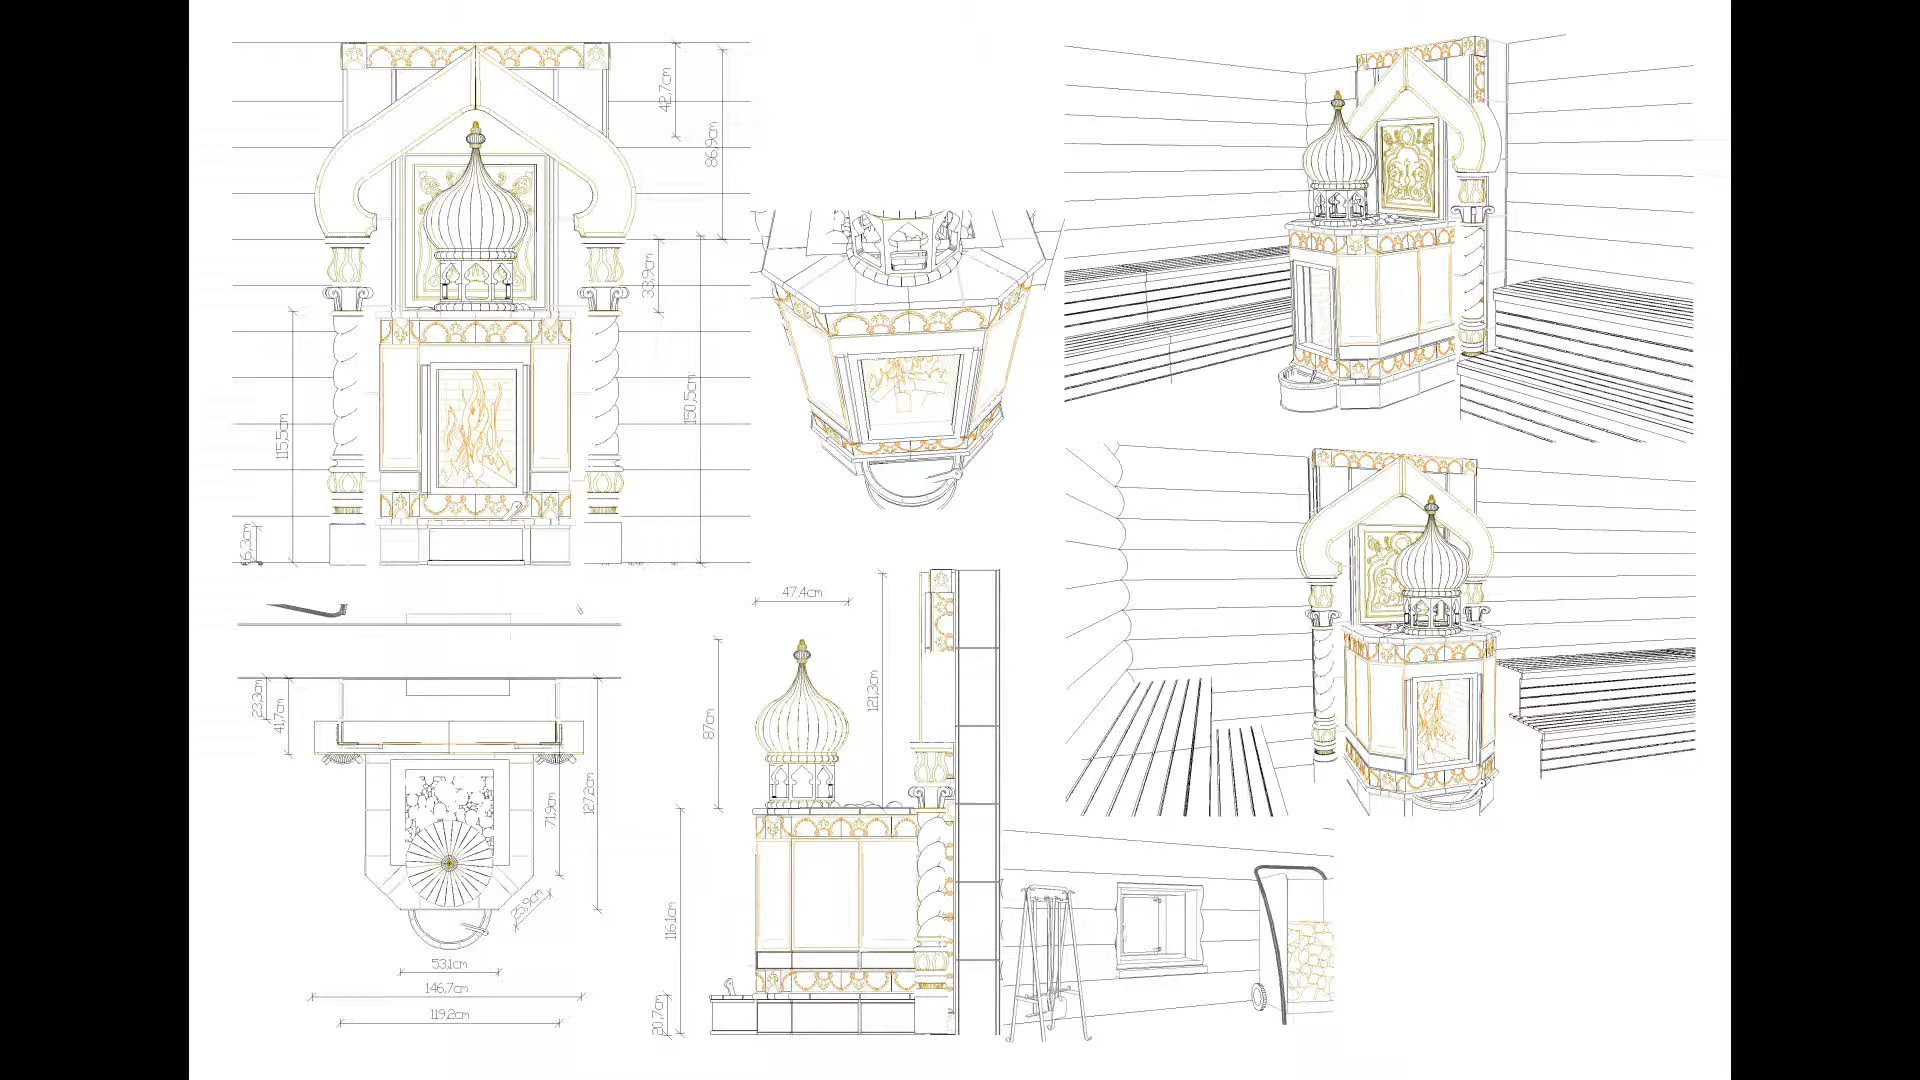 42,7cm
86,9cm
33,9cm
150,5cm
115,5cm
6,3cm
23,3cm
41,7cm
71,9cm
127,2cm
25,9cm
53,1cm
146,7cm
119,2cm
47,4cm
87cm
121,3cm
116,1cm
20,7cm